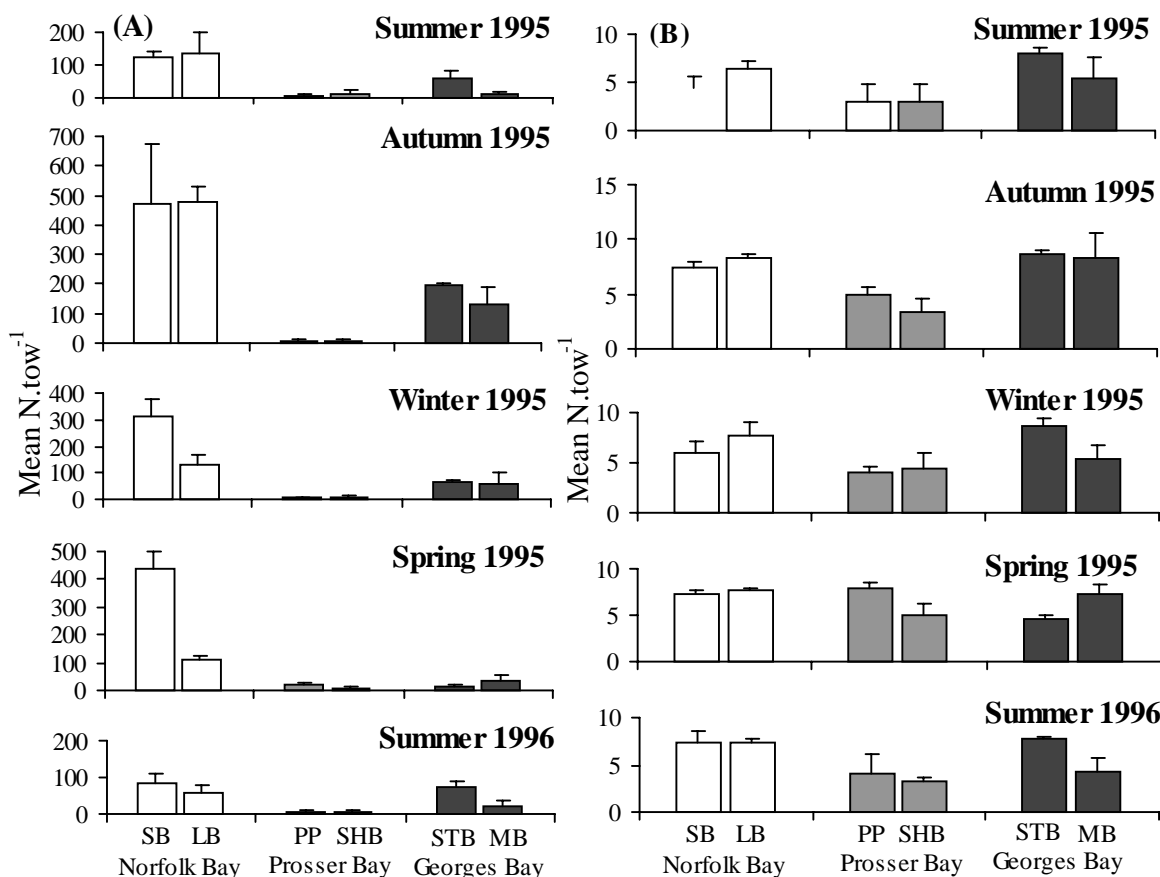 (A)
Summer 1995
200
100
0
Autumn 1995
700
600
500
400
300
200
100
0
Winter 1995
400
300
200
100
0
Spring 1995
500
400
300
200
100
0
Summer 1996
200
100
0
Mean N.tow-1
SB LB PP SHB STB MB
Norfolk Bay Prosser Bay Georges Bay
(B)
Summer 1995
10
5
0
Autumn 1995
15
10
5
0
Winter 1995
10
5
0
Spring 1995
10
5
0
Summer 1996
10
5
0
Mean N.tow-1
SB LB PP SHB STB MB
Norfolk Bay Prosser Bay Georges Bay